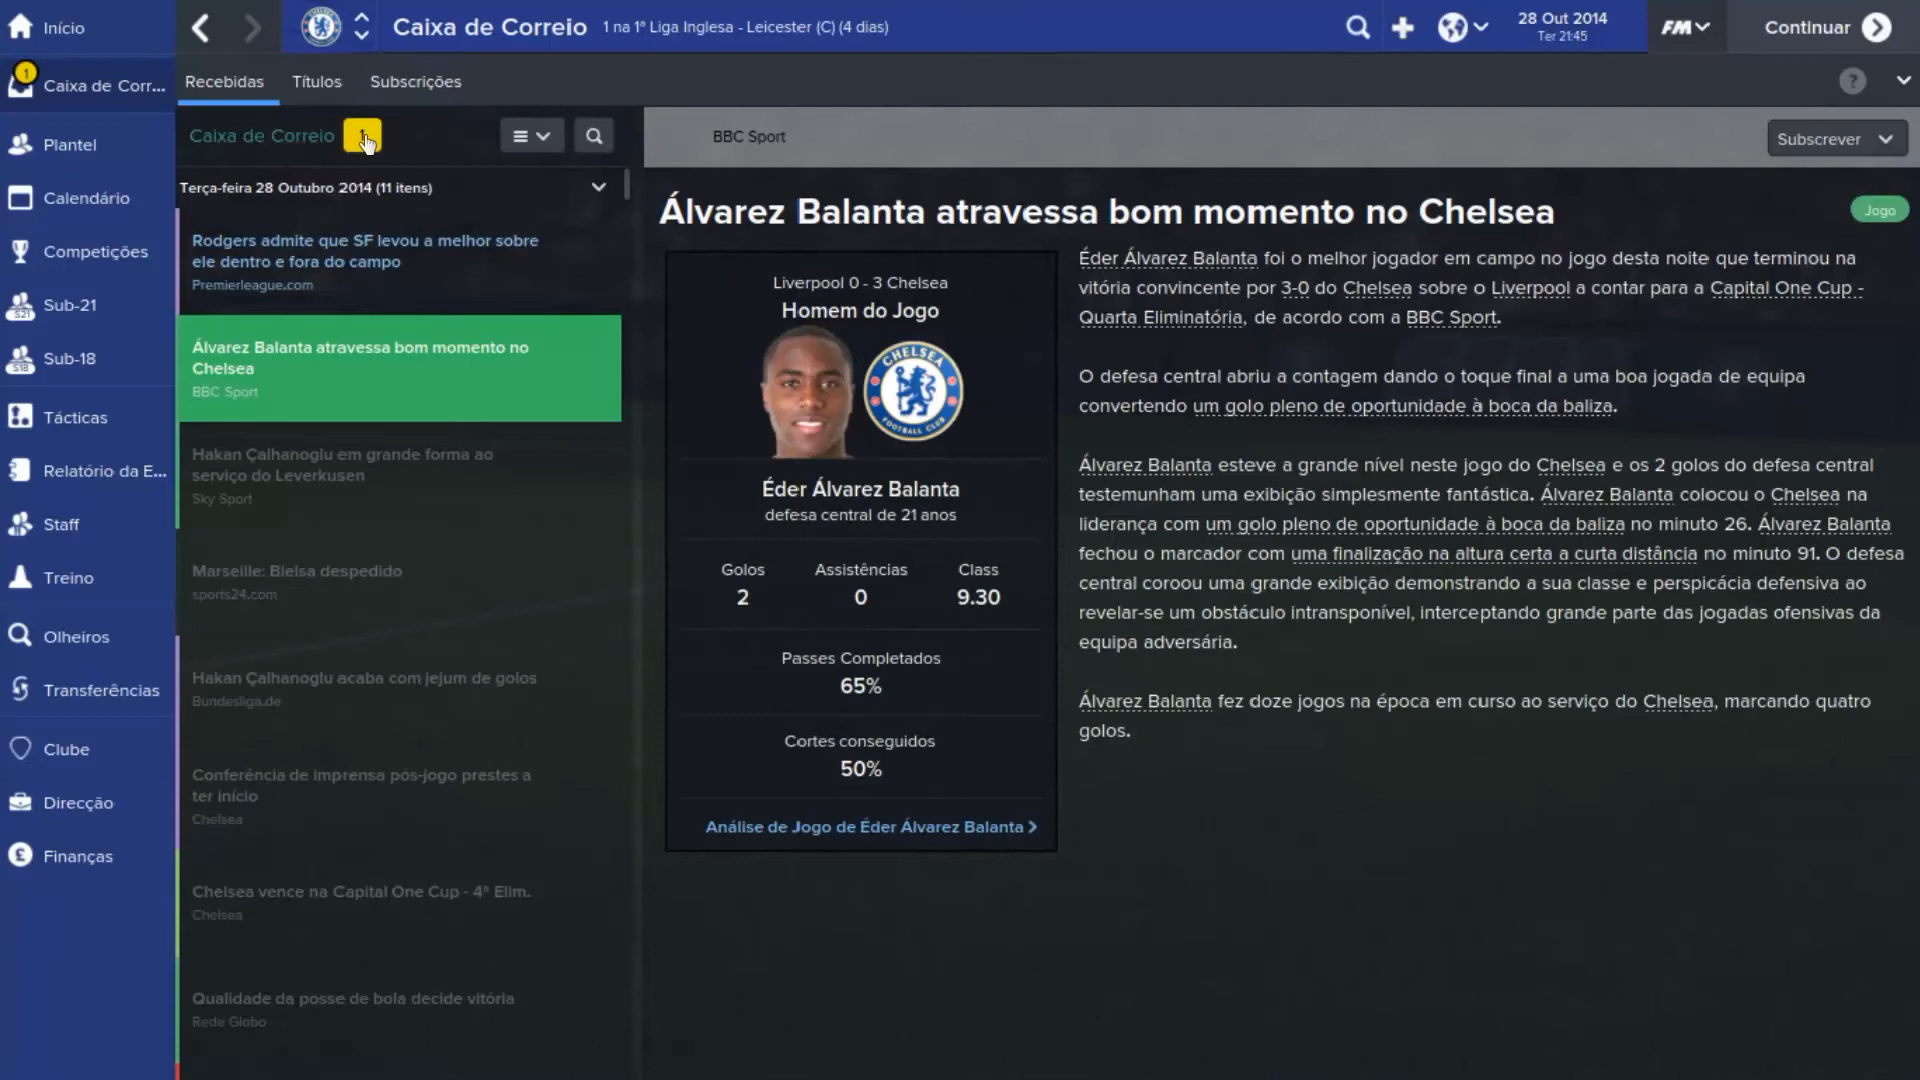 Início
Caixa de Correio
1 na 1ª Liga Inglesa - Leicester (C) (4 dias)
28 Out 2014
Ter 21:45
FM
Continuar
1
Caixa de Corr...
Recebidas
Títulos
Subscrições
Plantel
Calendário
Competições
S21
Sub-21
S18
Sub-18
Tácticas
Relatório da E...
Staff
Treino
Olheiros
Transferências
Clube
Direcção
Finanças
Caixa de Correio
1
Terça-feira 28 Outubro 2014 (11 itens)
Rodgers admite que SF levou a melhor sobre
ele dentro e fora do campo
Premierleague.com
Álvarez Balanta atravessa bom momento no
Chelsea
BBC Sport
Hakan Çalhanoglu em grande forma ao
serviço do Leverkusen
Sky Sport
Marseille: Bielsa despedido
sports24.com
Hakan Çalhanoglu acaba com jejum de golos
Bundesliga.de
Conferência de imprensa pós-jogo prestes a
ter início
Chelsea
Chelsea vence na Capital One Cup - 4ª Elim.
Chelsea
Qualidade da posse de bola decide vitória
Rede Globo
BBC Sport
Subscrever
Álvarez Balanta atravessa bom momento no Chelsea
Jogo
Liverpool 0 - 3 Chelsea
Homem do Jogo
CHELSEA
FOOTBALL CLUB
Éder Álvarez Balanta
defesa central de 21 anos
Golos Assistências Class
2 0 9.30
Passes Completados
65%
Cortes conseguidos
50%
Análise de Jogo de Éder Álvarez Balanta
Éder Álvarez Balanta foi o melhor jogador em campo no jogo desta noite que terminou na
vitória convincente por 3-0 do Chelsea sobre o Liverpool a contar para a Capital One Cup -
Quarta Eliminatória, de acordo com a BBC Sport.
O defesa central abriu a contagem dando o toque final a uma boa jogada de equipa
convertendo um golo pleno de oportunidade à boca da baliza.
Álvarez Balanta esteve a grande nível neste jogo do Chelsea e os 2 golos do defesa central
testemunham uma exibição simplesmente fantástica. Álvarez Balanta colocou o Chelsea na
liderança com um golo pleno de oportunidade à boca da baliza no minuto 26. Álvarez Balanta
fechou o marcador com uma finalização na altura certa a curta distância no minuto 91. O defesa
central coroou uma grande exibição demonstrando a sua classe e perspicácia defensiva ao
revelar-se um obstáculo intransponível, interceptando grande parte das jogadas ofensivas da
equipa adversária.
Álvarez Balanta fez doze jogos na época em curso ao serviço do Chelsea, marcando quatro
golos.